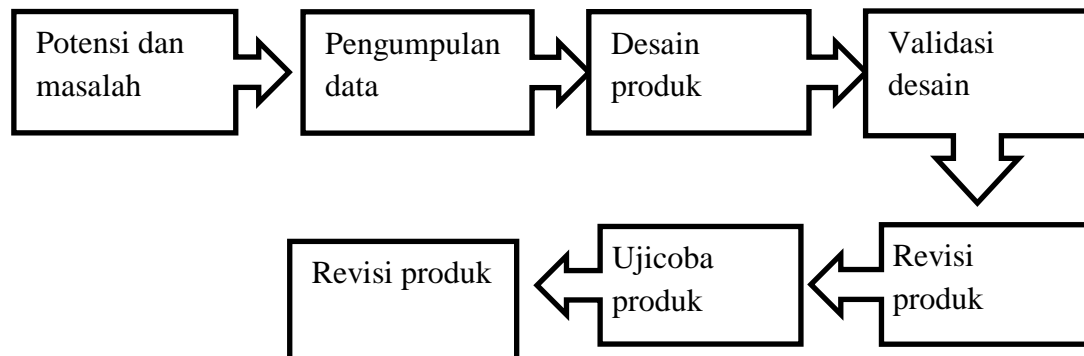 Potensi dan
masalah
Pengumpulan
data
Desain
produk
Validasi
desain
Revisi
produk
Ujicoba
produk
Revisi produk